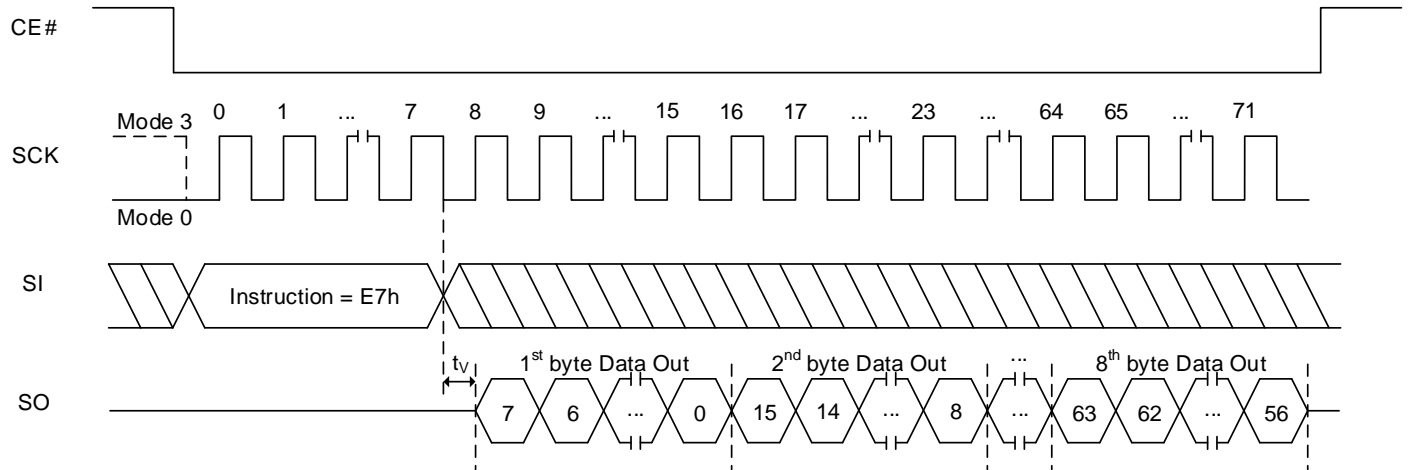 CE#
0 1 ... 7 8 9 ... 15 16 17 ... 23 ... 64 65 ... 71
Mode 3
SCK
Mode 0
SI
Instruction = E7h
tV 1st byte Data Out 2nd byte Data Out ... 8th byte Data Out
SO
7 6 ... 0 15 14 ... 8 ... 63 62 ... 56